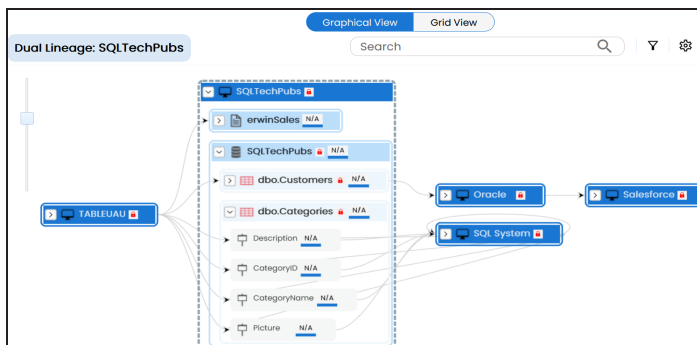 Graphical View Grid View
Dual Lineage: SQLTechPubs
Search
SQLTechPubs
erwinSales N/A
SQLTechPubs N/A
dbo.Customers N/A
Oracle
Salesforce
TABLEUAU
dbo.Categories N/A
SQL System
Description N/A
CategoryID N/A
CategoryName N/A
Picture N/A